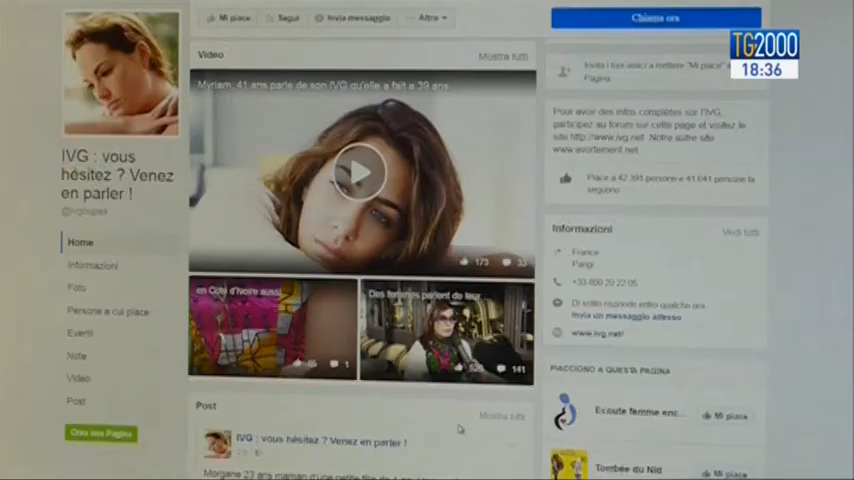 Mi piace
Segui
Invia messaggio
Altro
Chiama ora
TG2000
18:36
IVG : vous
hésitez ? Venez
en parler !
Home
Informazioni
Foto
Persone a cui piace
Eventi
Note
Video
Post
Crea una Pagina
Video
Mostra tutti
Myriam, 41 ans parle de son IVG qu'elle a fait à 39 ans
173
33
en Cote d'Ivoire aussi
1
Des femmes parlent de leur
141
Post
Mostra tutti
IVG : vous hésitez ? Venez en parler !
Morgane 23 ans maman d'une petite fille de
Invita i tuoi amici a mettere "Mi piace"
Pagina
Pour avoir des infos complètes sur l'IVG,
participez au forum sur cette page et visitez le
site http://www.ivg.net Notre autre site
www.avortement.net
Piace a 42 391 persone e 41 641 persone la
seguono
Informazioni
Vedi tutti
France
Parigi
+33 800 20 22 05
Di solito risponde entro qualche ora
Invia un messaggio adesso
www.ivg.net/
PIACCIONO A QUESTA PAGINA
Ecoute femme enc...
Mi piace
Tombée du Nid
Mi piace